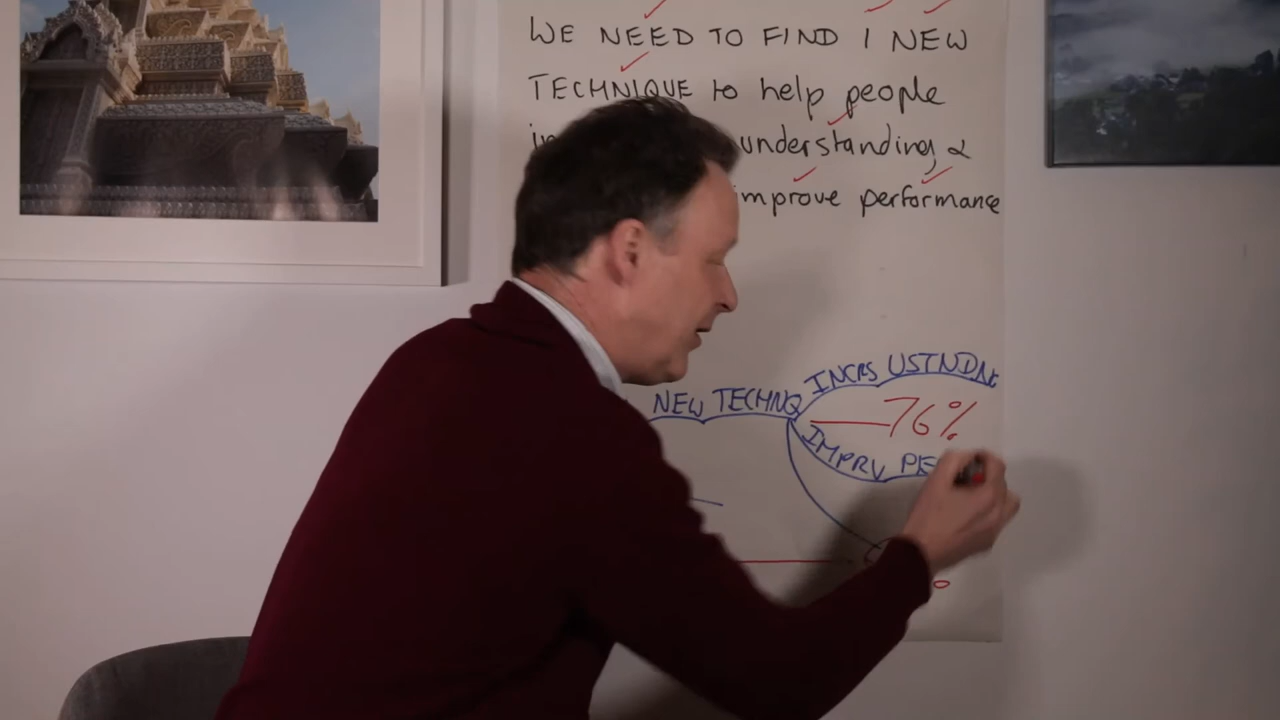 WE NEED TO FIND 1 NEW
TECHNIQUE to help people
understanding, &
improve performance
INCRS USTNDNG
NEW TECHNQ
76%
IMPRV